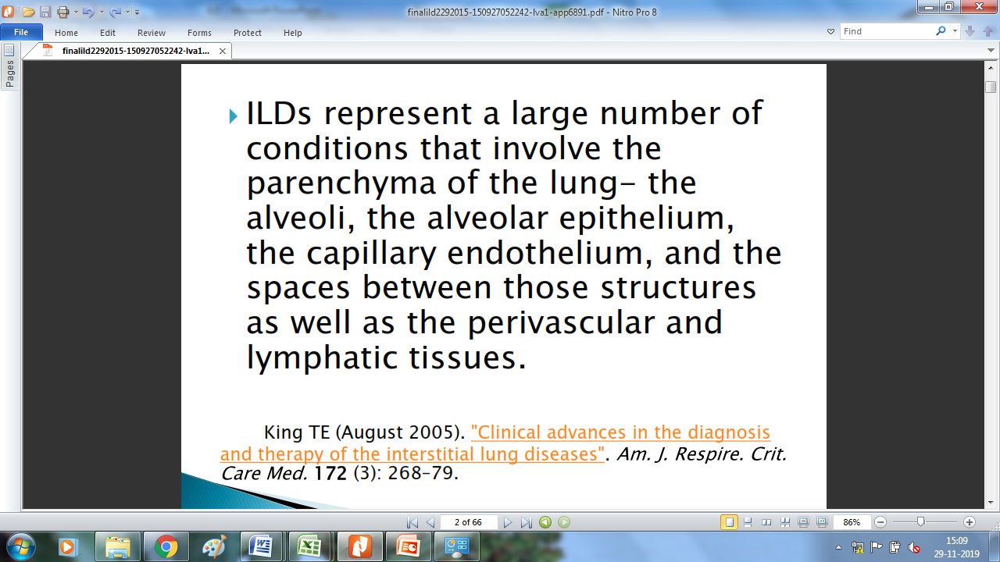 finalild2292015-150927052242-lva1-app6891.pdf - Nitro Pro 8
File Home Edit Review Forms Protect Help
Find
finalild2292015-150927052242-lva1...
Pages
ILDs represent a large number of
conditions that involve the
parenchyma of the lung- the
alveoli, the alveolar epithelium,
the capillary endothelium, and the
spaces between those structures
as well as the perivascular and
lymphatic tissues.
King TE (August 2005). "Clinical advances in the diagnosis
and therapy of the interstitial lung diseases". Am. J. Respire. Crit.
Care Med. 172 (3): 268-79.
2 of 66
86%
15:09
29-11-2019